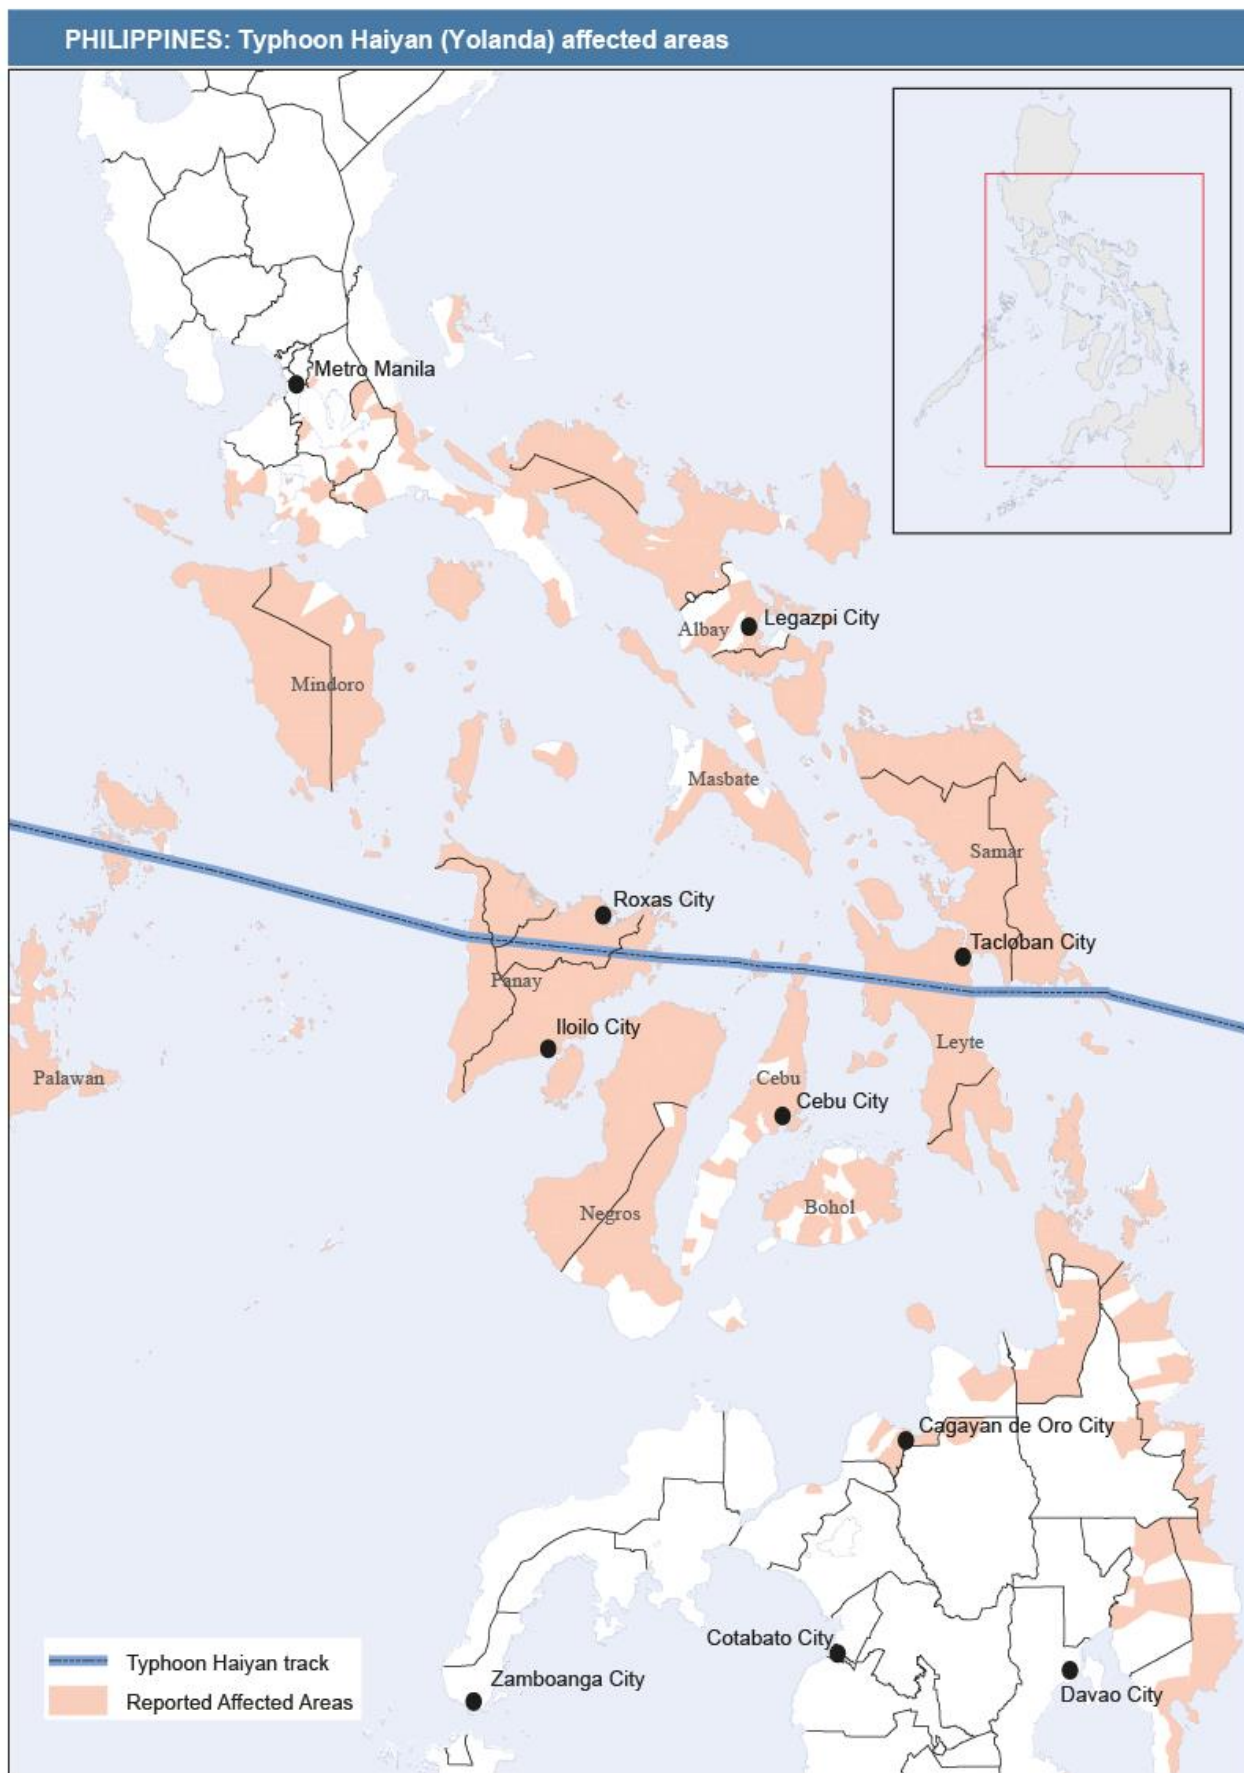 PHILIPPINES: Typhoon Haiyan (Yolanda) affected areas
Metro Manila
Legazpi City
Albay
Mindoro
Masbate
Samar
Roxas City
Tacloban City
Panay
Iloilo City
Leyte
Palawan
Cebu
Cebu City
Bohol
Negros
Cagayan de Oro City
Cotabato City
Zamboanga City
Davao City
Typhoon Haiyan track
Reported Affected Areas